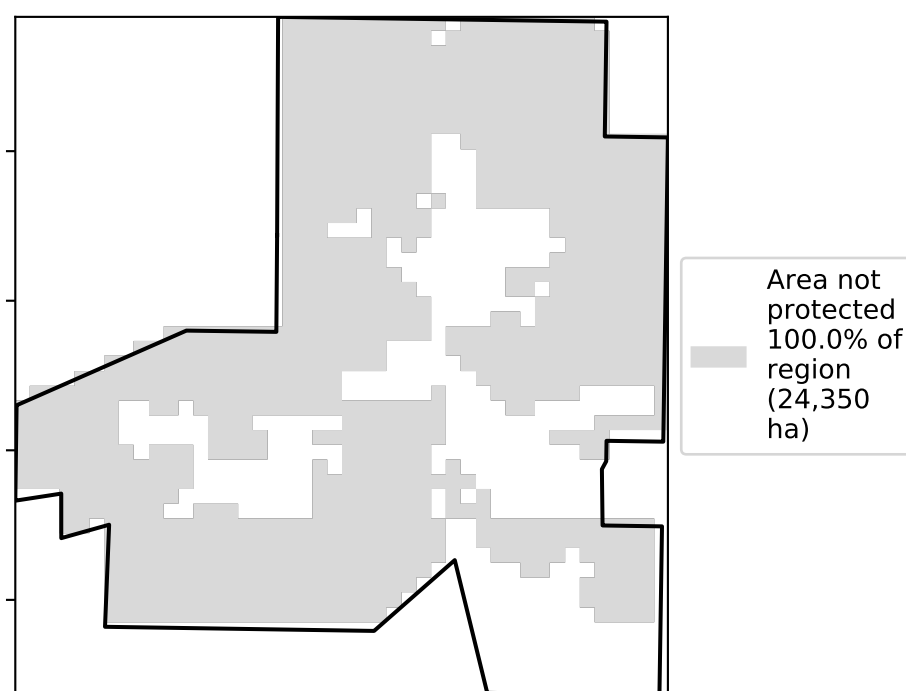 Area not
protected
100.0% of
region
(24,350
ha)